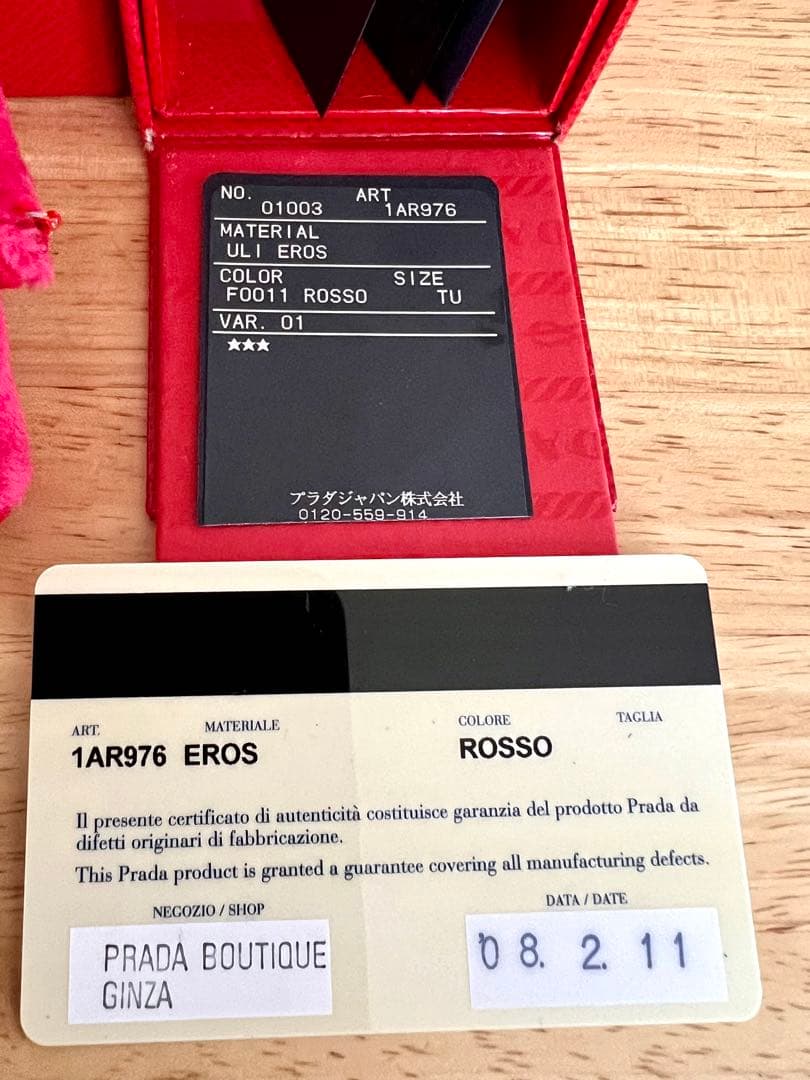 NO. ART
01003 1AR976
MATERIAL
ULI EROS
COLOR SIZE
F0011 ROSSO TU
VAR. 01
★★★
プラダジャパン株式会社
0120-559-914
ART. MATERIALE COLORE TAGLIA
1AR976 EROS ROSSO
Il presente certificato di autenticità costituisce garanzia del prodotto Prada da
difetti originari di fabbricazione.
This Prada product is granted a guarantee covering all manufacturing defects.
NEGOZIO / SHOP DATA / DATE
PRADA BOUTIQUE
GINZA
'08. 2. 11